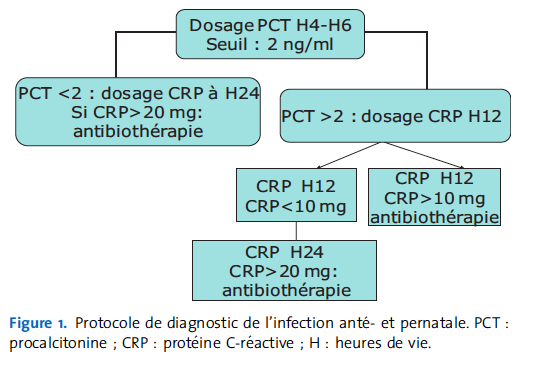 Dosage PCT H4-H6
Seuil : 2 ng/ml
PCT <2 : dosage CRP à H24
Si CRP>20 mg:
antibiothérapie
PCT >2 : dosage CRP H12
CRP H12
CRP<10 mg
CRP H12
CRP>10 mg
antibiothérapie
CRP H24
CRP>20 mg:
antibiothérapie
Figure 1. Protocole de diagnostic de l'infection anté- et pernatale. PCT :
procalcitonine ; CRP : protéine C-réactive ; H : heures de vie.